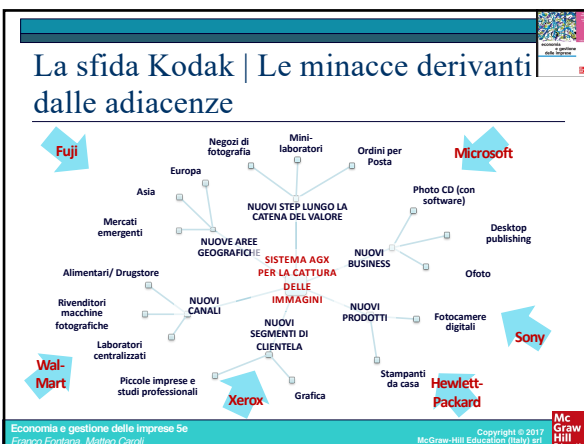 La sfida Kodak | Le minacce derivanti
dalle adiacenze
economia
e gestione
delle imprese
Fuji
Microsoft
Negozi di
fotografia
Mini-
laboratori
Ordini per
Posta
Europa
Asia
Mercati
emergenti
NUOVI STEP LUNGO LA
CATENA DEL VALORE
Photo CD (con
software)
Desktop
publishing
Ofoto
NUOVE AREE
GEOGRAFICHE
SISTEMA AGX
PER LA CATTURA
DELLE
IMMAGINI
NUOVI
BUSINESS
Alimentari/ Drugstore
Rivenditori
macchine
fotografiche
Laboratori
centralizzati
NUOVI
CANALI
NUOVI
SEGMENTI DI
CLIENTELA
NUOVI
PRODOTTI
Fotocamere
digitali
Sony
Wal-
Mart
Piccole imprese e
studi professionali
Xerox
Grafica
Stampanti
da casa
Hewlett-
Packard
Economia e gestione delle imprese 5e
Franco Fontana, Matteo Caroli
Copyright © 2017
McGraw-Hill Education (Italy) srl
Mc
Graw
Hill